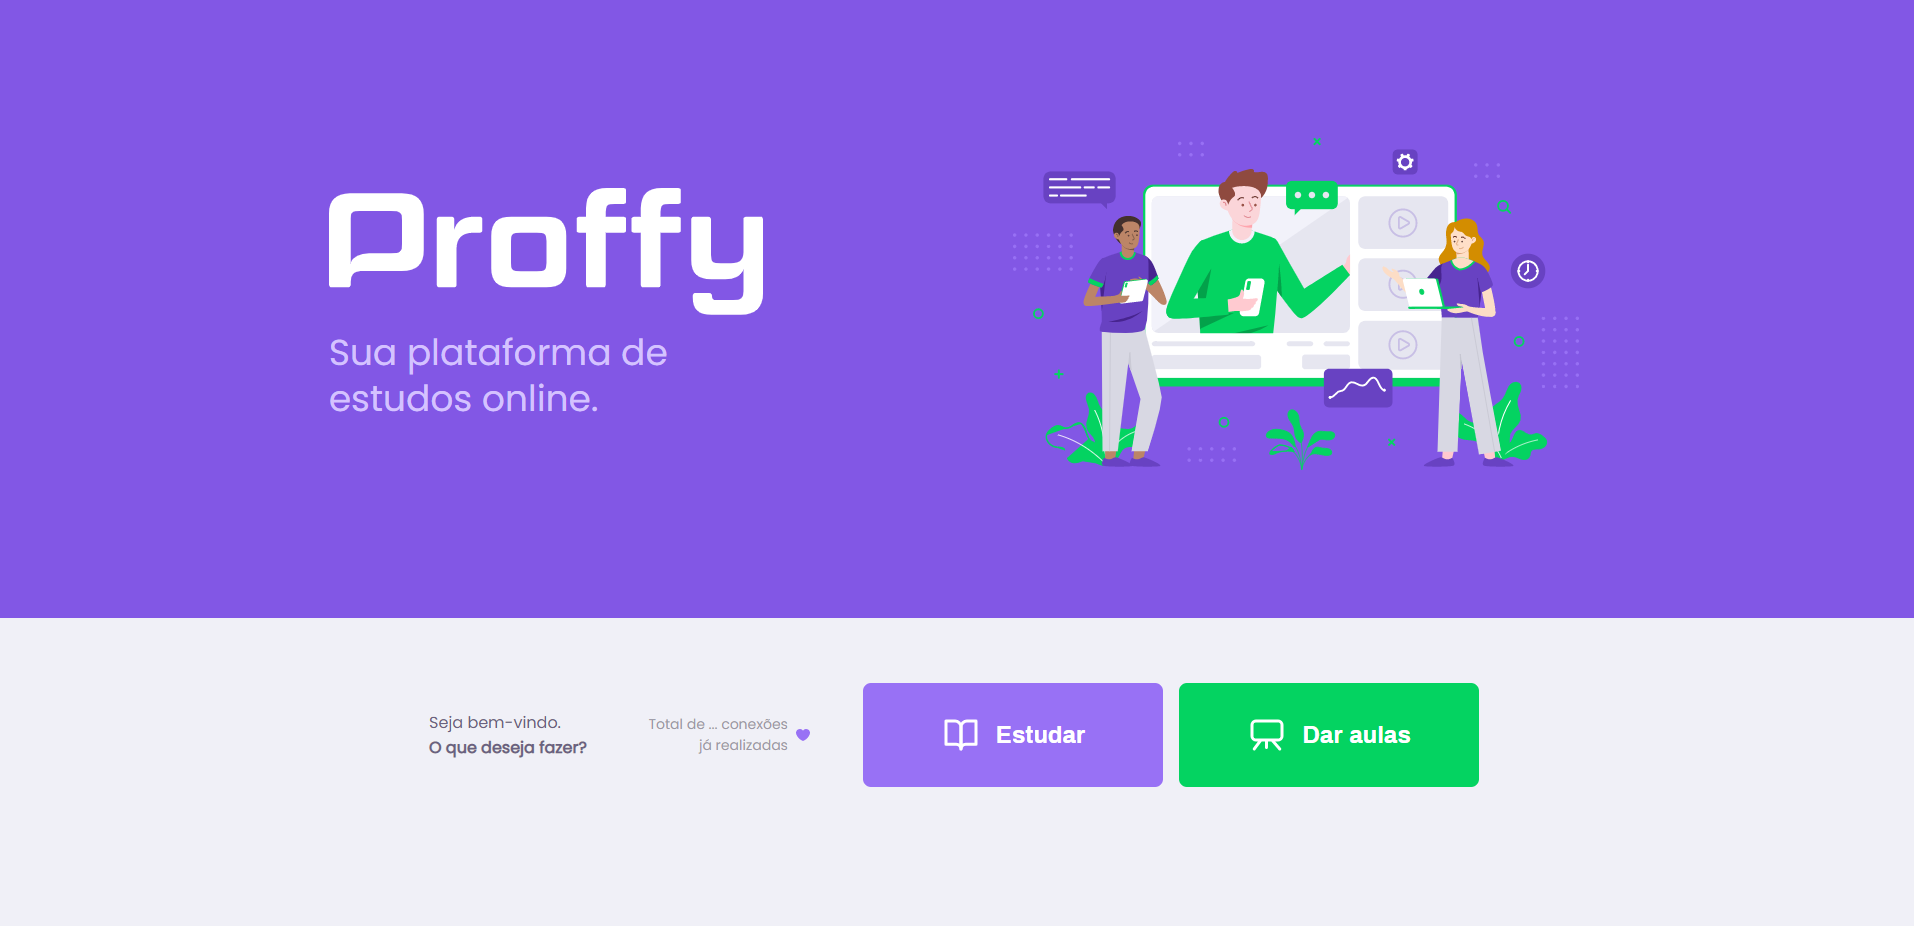 Proffy
Sua plataforma de
estudos online.
Seja bem-vindo.
O que deseja fazer?
Total de ... conexões
já realizadas
Estudar
Dar aulas